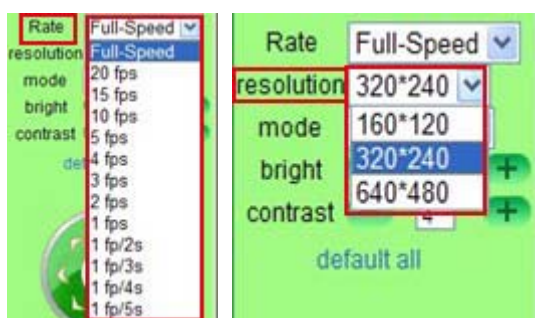 Rate Full-Speed
resolution Full-Speed
mode 20 fps
15 fps
bright 10 fps
contrast 5 fps
4 fps
3 fps
2 fps
1 fps
1 fp/2s
1 fp/3s
1 fp/4s
1 fp/5s
Rate Full-Speed
resolution 320*240
mode 160*120
bright 320*240 +
640*480
contrast 4 +
default all